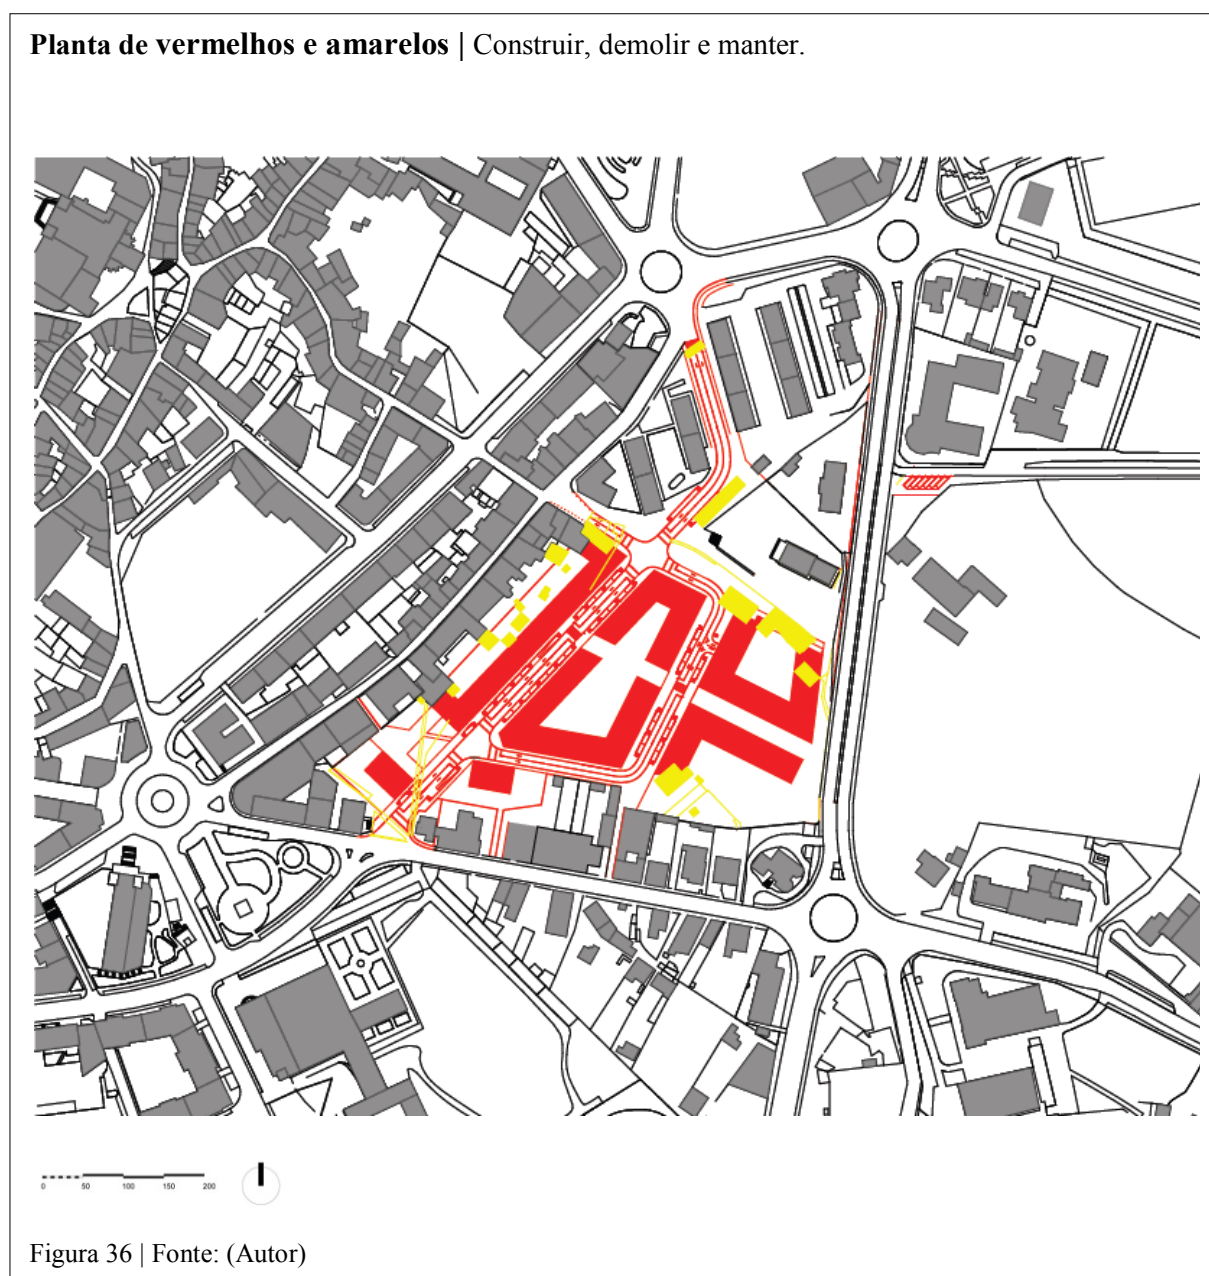 Planta de vermelhos e amarelos | Construir, demolir e manter.
0 50 100 150 200
Figura 36 | Fonte: (Autor)